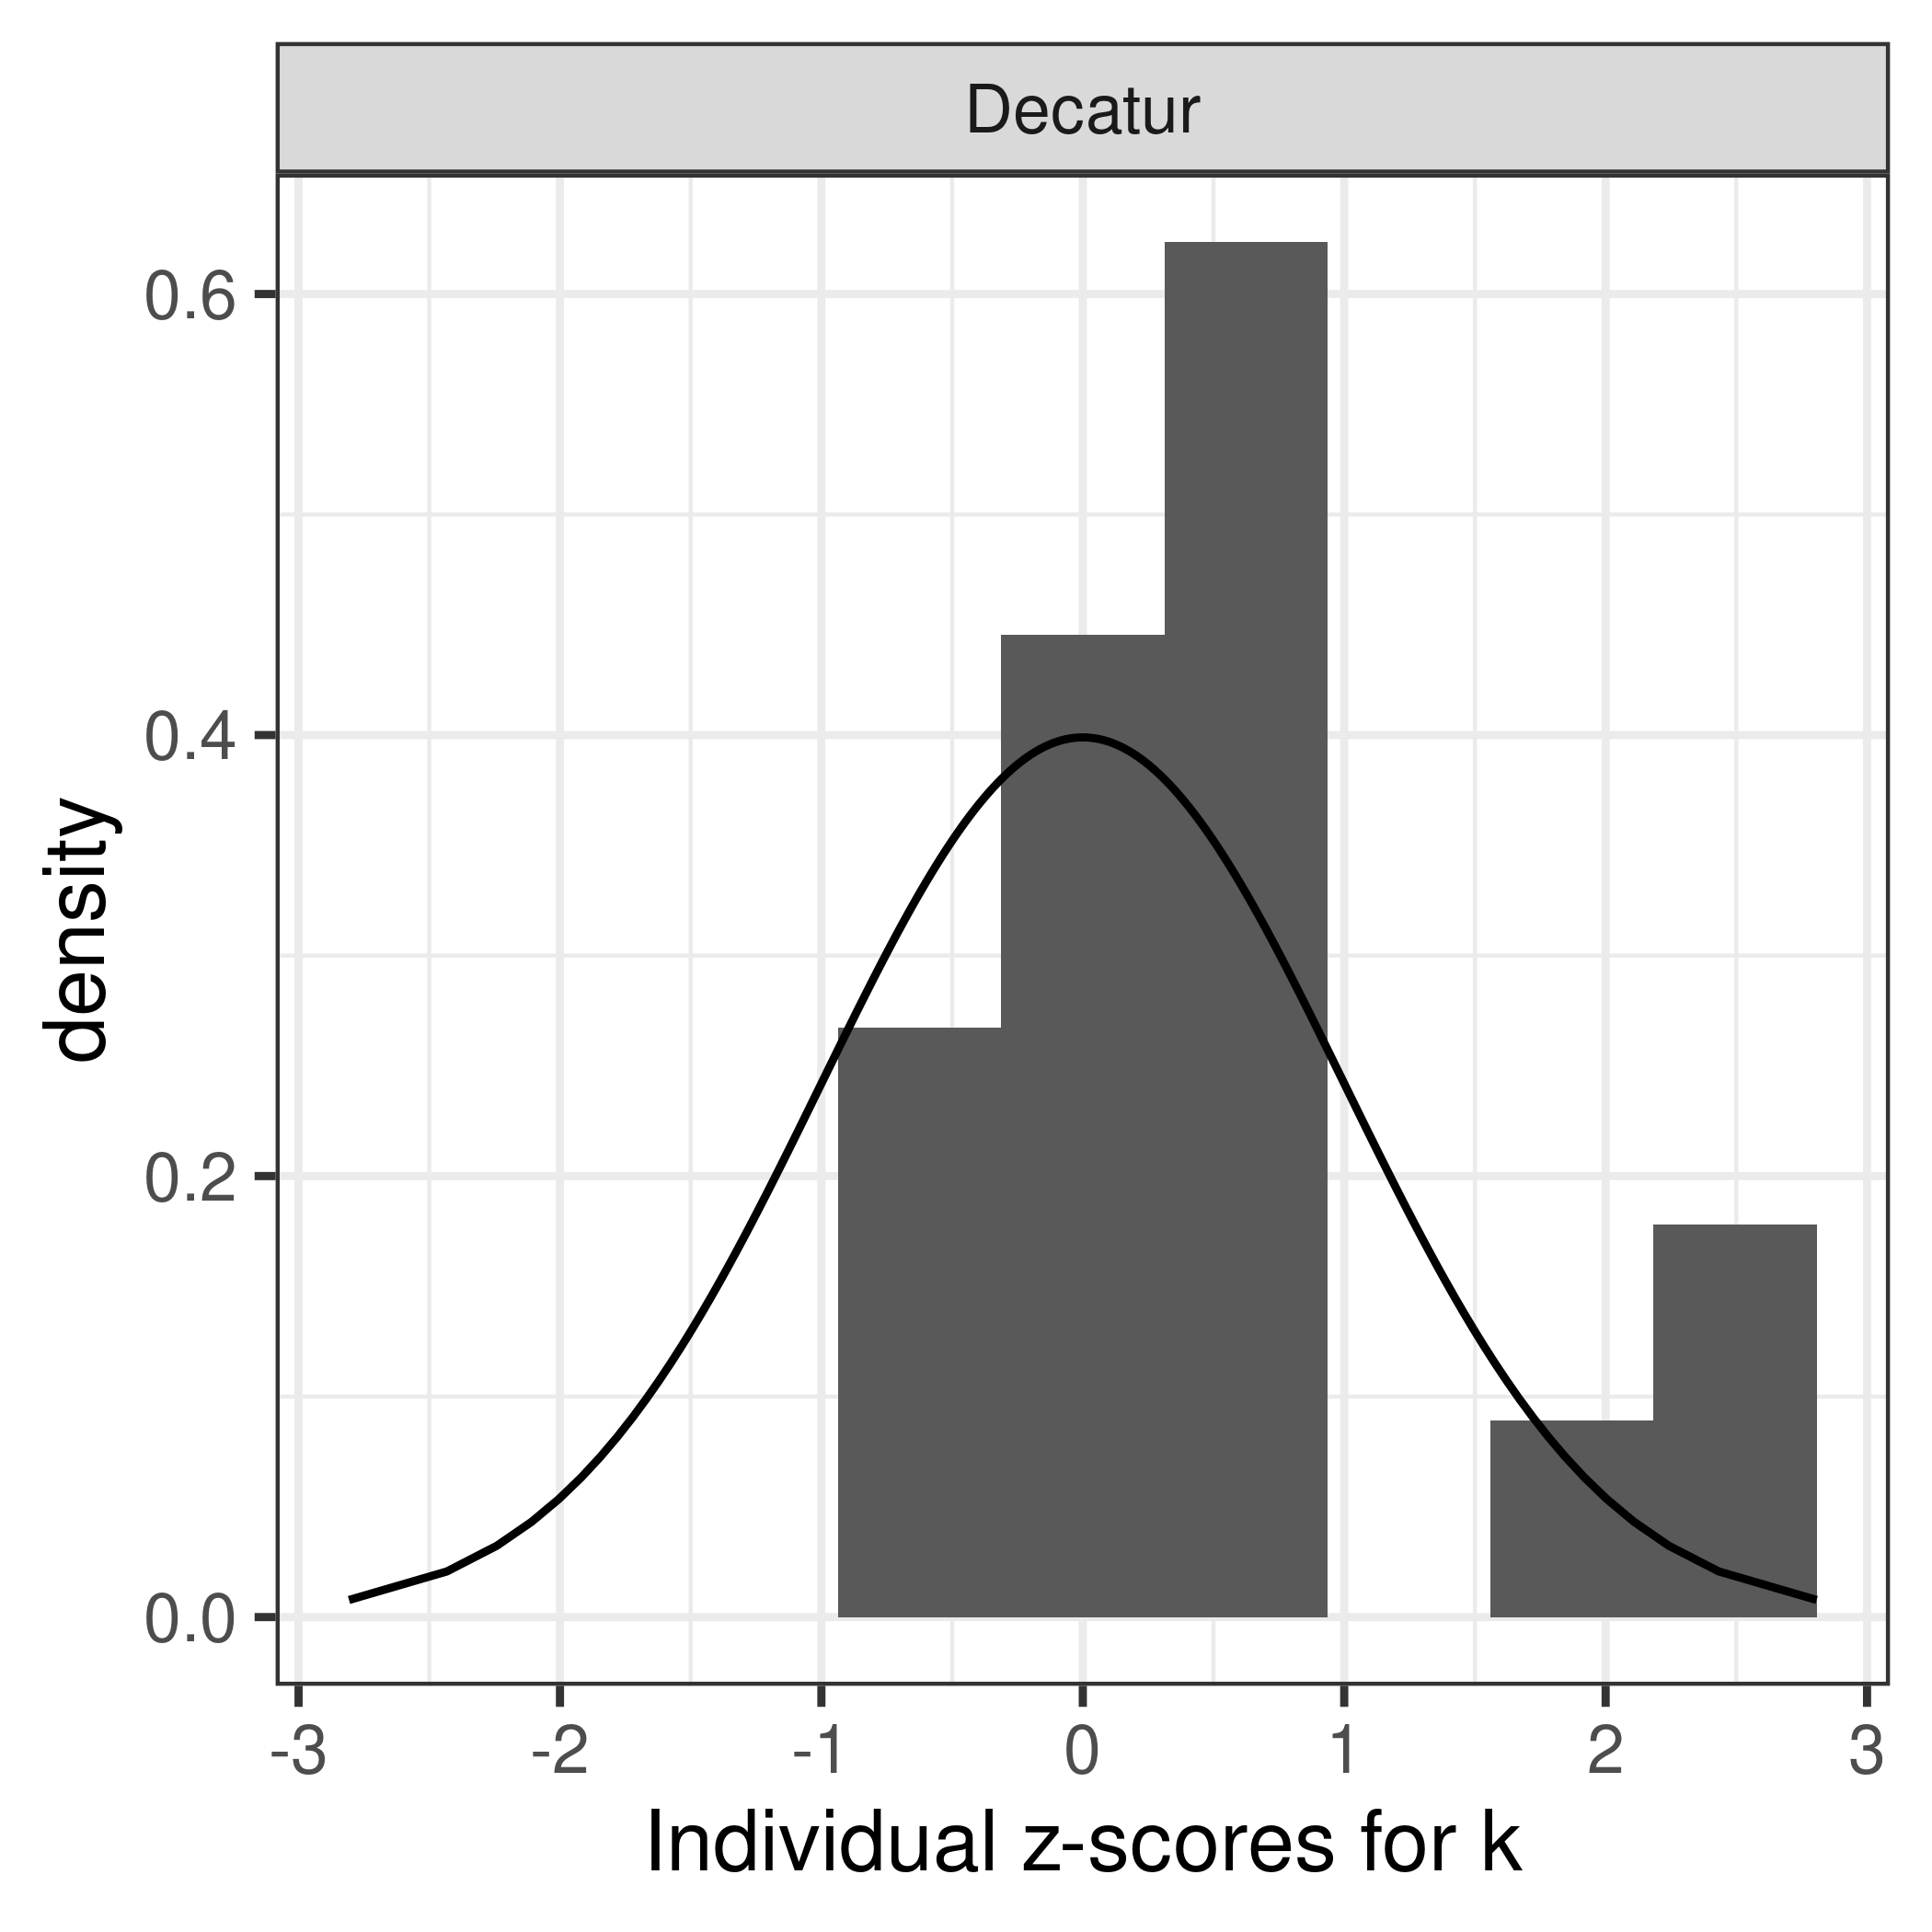 Decatur
0.6
0.4
0.2
0.0
density
-3 -2 -1 0 1 2 3
Individual z-scores for k